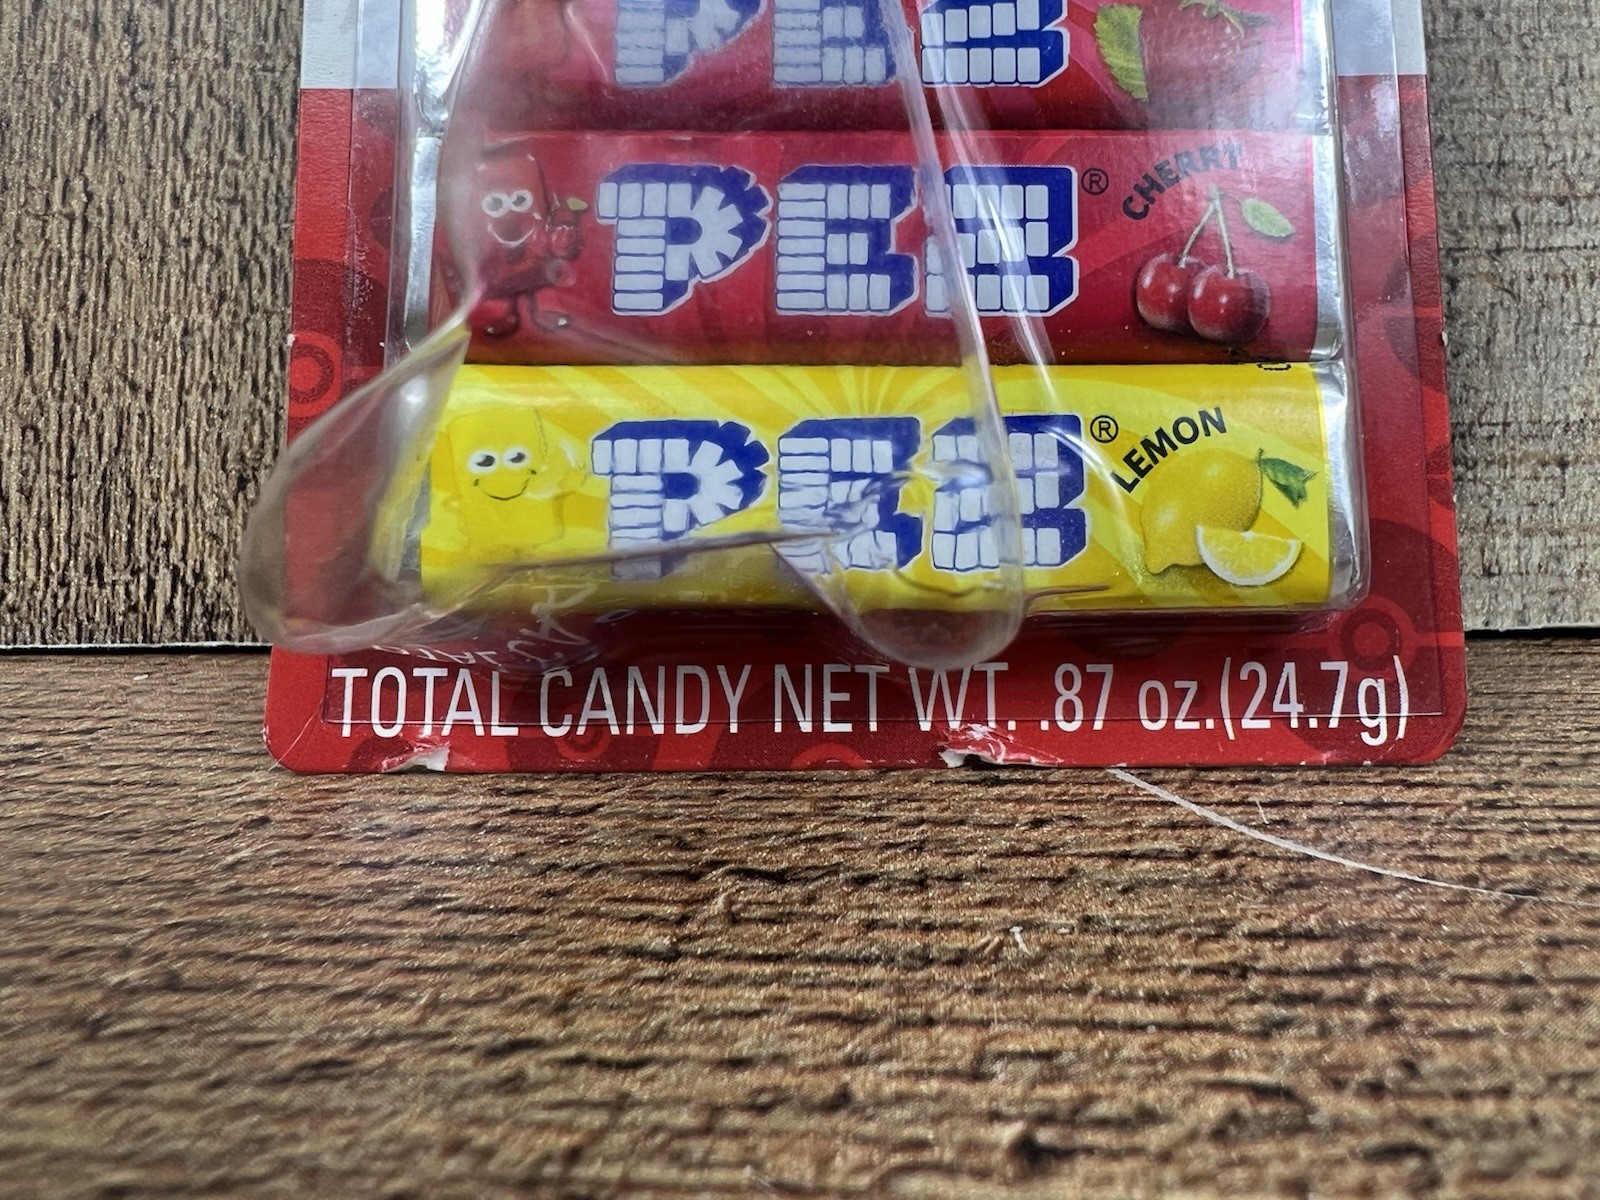 PEZ
PEZ® CHERRY
PEZ® LEMON
TOTAL CANDY NET WT. .87 oz.(24.7g)